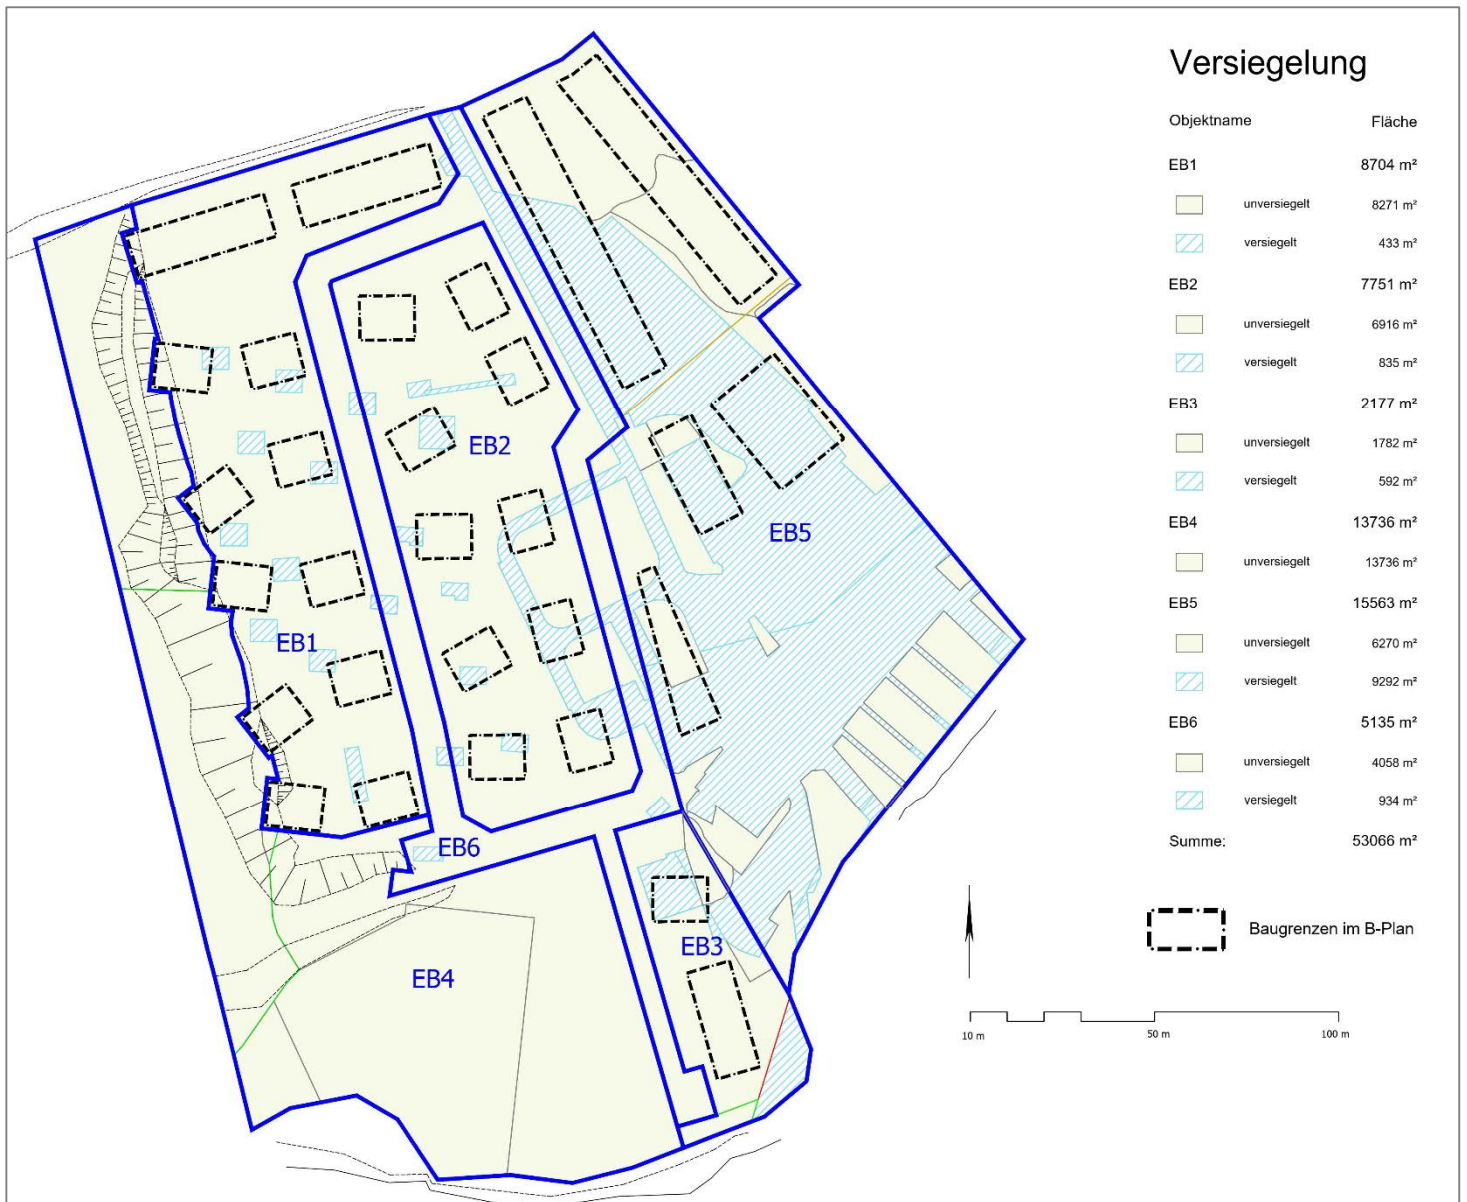 Versiegelung
Objektname Fläche
EB1 8704 m²
unversiegelt 8271 m²
versiegelt 433 m²
EB2 7751 m²
unversiegelt 6916 m²
versiegelt 835 m²
EB3 2177 m²
unversiegelt 1782 m²
versiegelt 592 m²
EB4 13736 m²
unversiegelt 13736 m²
EB5 15563 m²
unversiegelt 6270 m²
versiegelt 9292 m²
EB6 5135 m²
unversiegelt 4058 m²
versiegelt 934 m²
Summe: 53066 m²
Baugrenzen im B-Plan
10 m 50 m 100 m
EB2
EB5
EB1
EB6
EB3
EB4